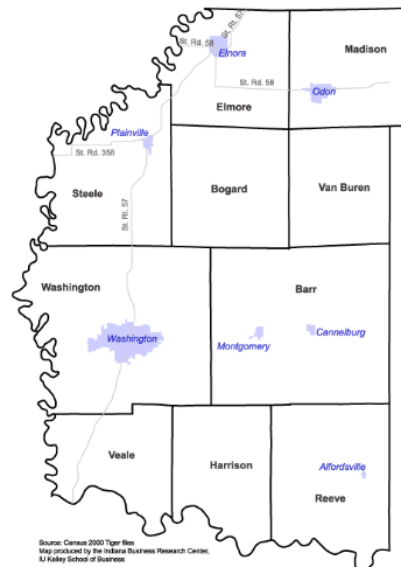 St. Rt. 57
St. Rd. 58
Elnora
Madison
St. Rd. 58
Odon
Elmore
Plainville
St. Rd. 358
Steele
Bogard
Van Buren
St. Rt. 57
Washington
Barr
Washington
Montgomery
Cannelburg
Veale
Harrison
Alfordsville
Reeve
Source: Census 2000 Tiger files
Map produced by the Indiana Business Research Center,
IU Kelley School of Business